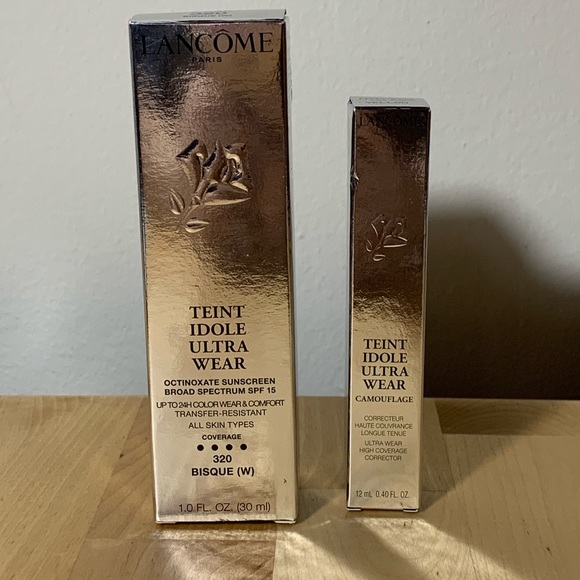 LANCÔME
PARIS
TEINT
IDOLE
ULTRA
WEAR
OCTINOXATE SUNSCREEN
BROAD SPECTRUM SPF 15
UP TO 24H COLOR WEAR & COMFORT
TRANSFER-RESISTANT
ALL SKIN TYPES
COVERAGE
320
BISQUE (W)
1.0 FL. OZ. (30 ml)
LANCÔME
TEINT
IDOLE
ULTRA
WEAR
CAMOUFLAGE
CORRECTEUR
HAUTE COUVRANCE
LONGUE TENUE
ULTRA WEAR
HIGH COVERAGE
CORRECTOR
12 mL 0.40 FL. OZ.